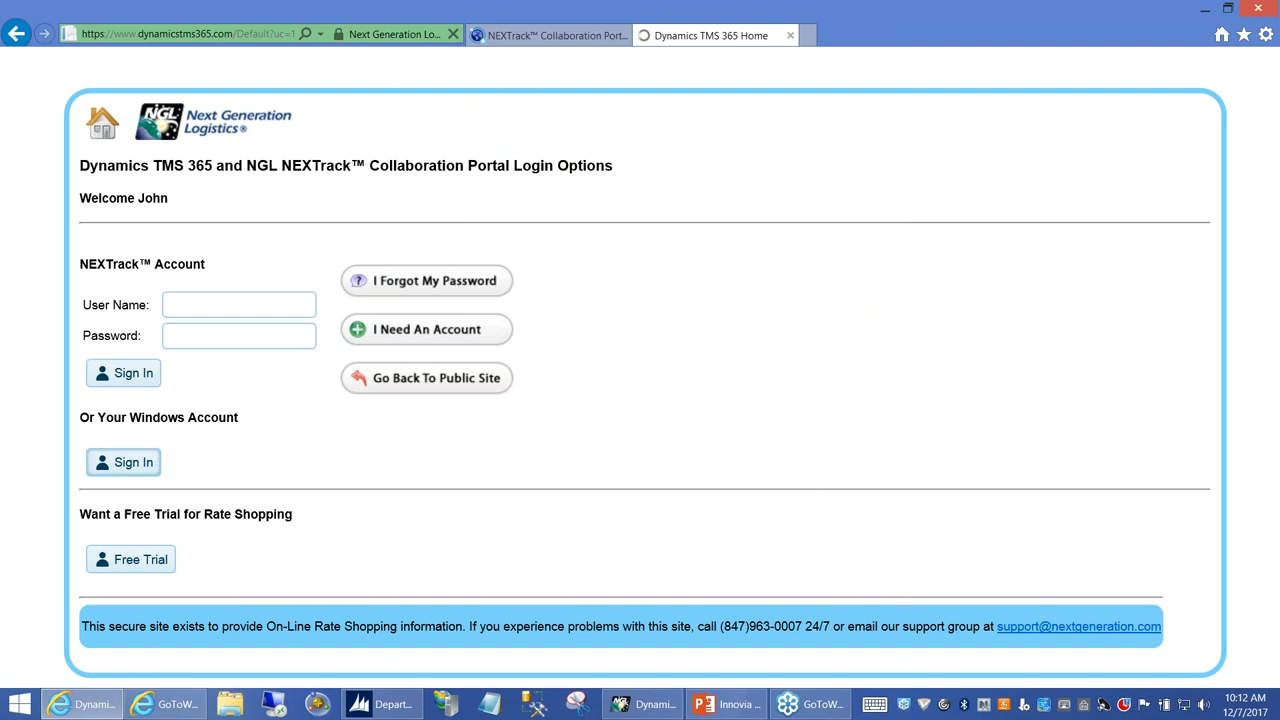 https://www.dynamicstms365.com/Default?uc=1
Next Generation Lo...
NEXTrack™ Collaboration Port...
Dynamics TMS 365 Home
NGL Next Generation
Logistics®
Dynamics TMS 365 and NGL NEXTrack™ Collaboration Portal Login Options
Welcome John
NEXTrack™ Account
I Forgot My Password
User Name:
I Need An Account
Password:
Sign In
Go Back To Public Site
Or Your Windows Account
Sign In
Want a Free Trial for Rate Shopping
Free Trial
This secure site exists to provide On-Line Rate Shopping information. If you experience problems with this site, call (847)963-0007 24/7 or email our support group at support@nextgeneration.com
Dynami...
GoToW...
Depart...
Dynami...
Innovia ...
GoToW...
10:12 AM
12/7/2017